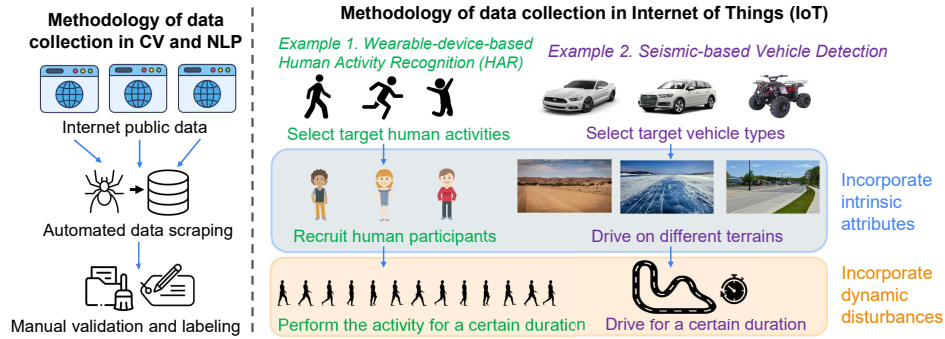 Methodology of data
collection in CV and NLP
Internet public data
Automated data scraping
Manual validation and labeling
Methodology of data collection in Internet of Things (IoT)
Example 1. Wearable-device-based
Human Activity Recognition (HAR)
Select target human activities
Recruit human participants
Perform the activity for a certain duration
Example 2. Seismic-based Vehicle Detection
Select target vehicle types
Drive on different terrains
Drive for a certain duration
Incorporate
intrinsic
attributes
Incorporate
dynamic
disturbances